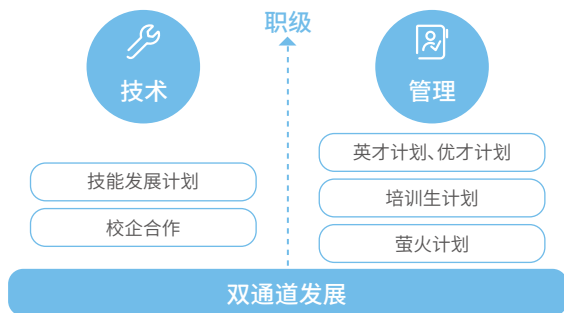 职级
技术
管理
技能发展计划
校企合作
英才计划、优才计划
培训生计划
萤火计划
双通道发展